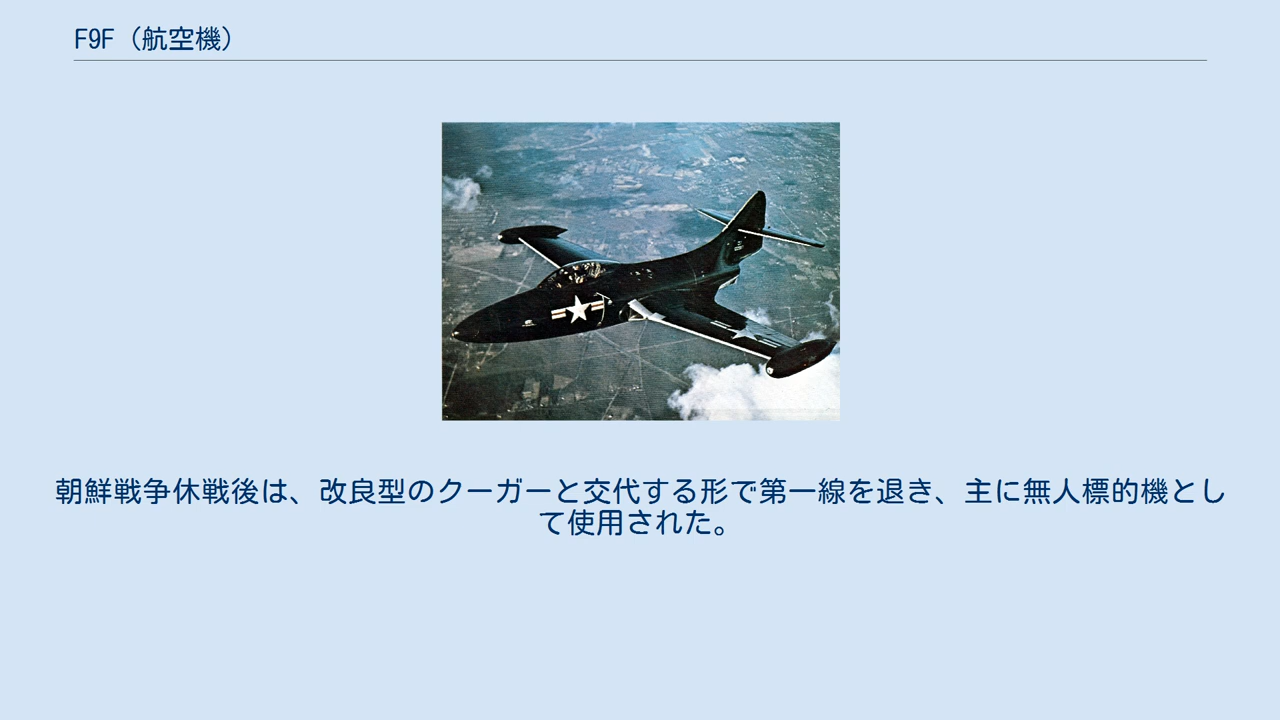 F9F（航空機）
朝鮮戦争休戦後は、改良型のクーガーと交代する形で第一線を退き、主に無人標的機とし
て使用された。